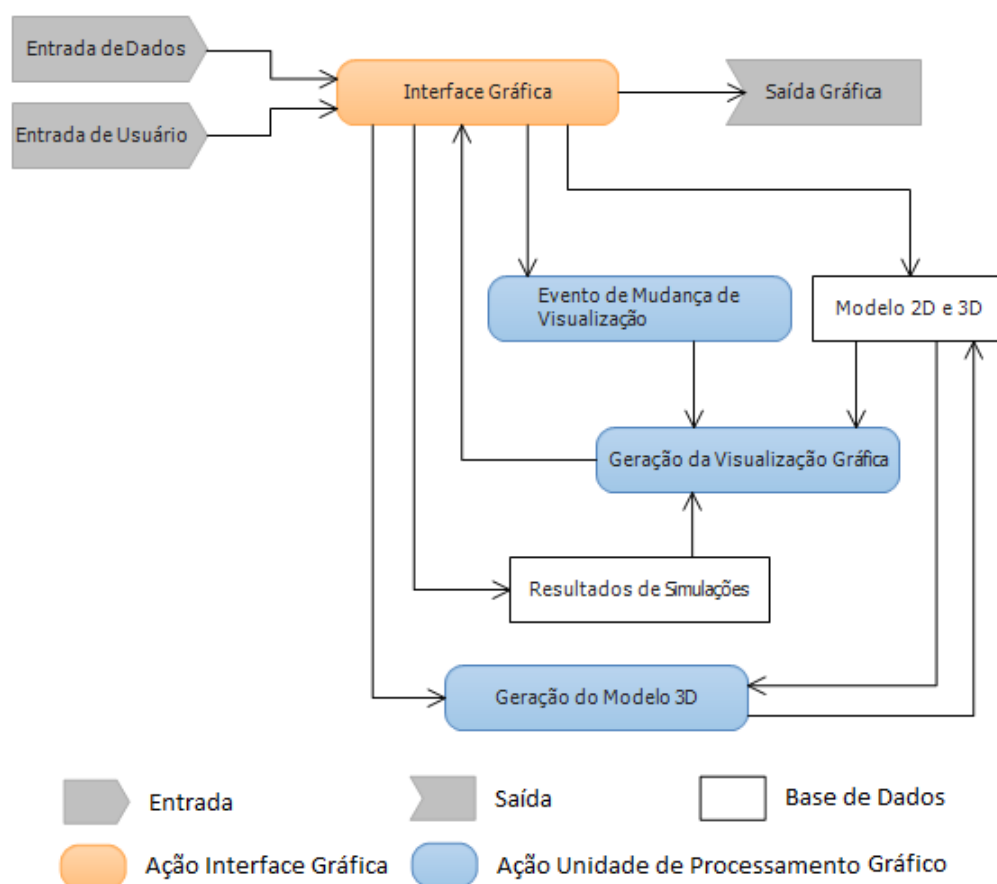 Entrada de Dados
Interface Gráfica
Saída Gráfica
Entrada de Usuário
Evento de Mudança de
Visualização
Modelo 2D e 3D
Geração da Visualização Gráfica
Resultados de Simulações
Geração do Modelo 3D
Entrada
Saída
Base de Dados
Ação Interface Gráfica
Ação Unidade de Processamento Gráfico